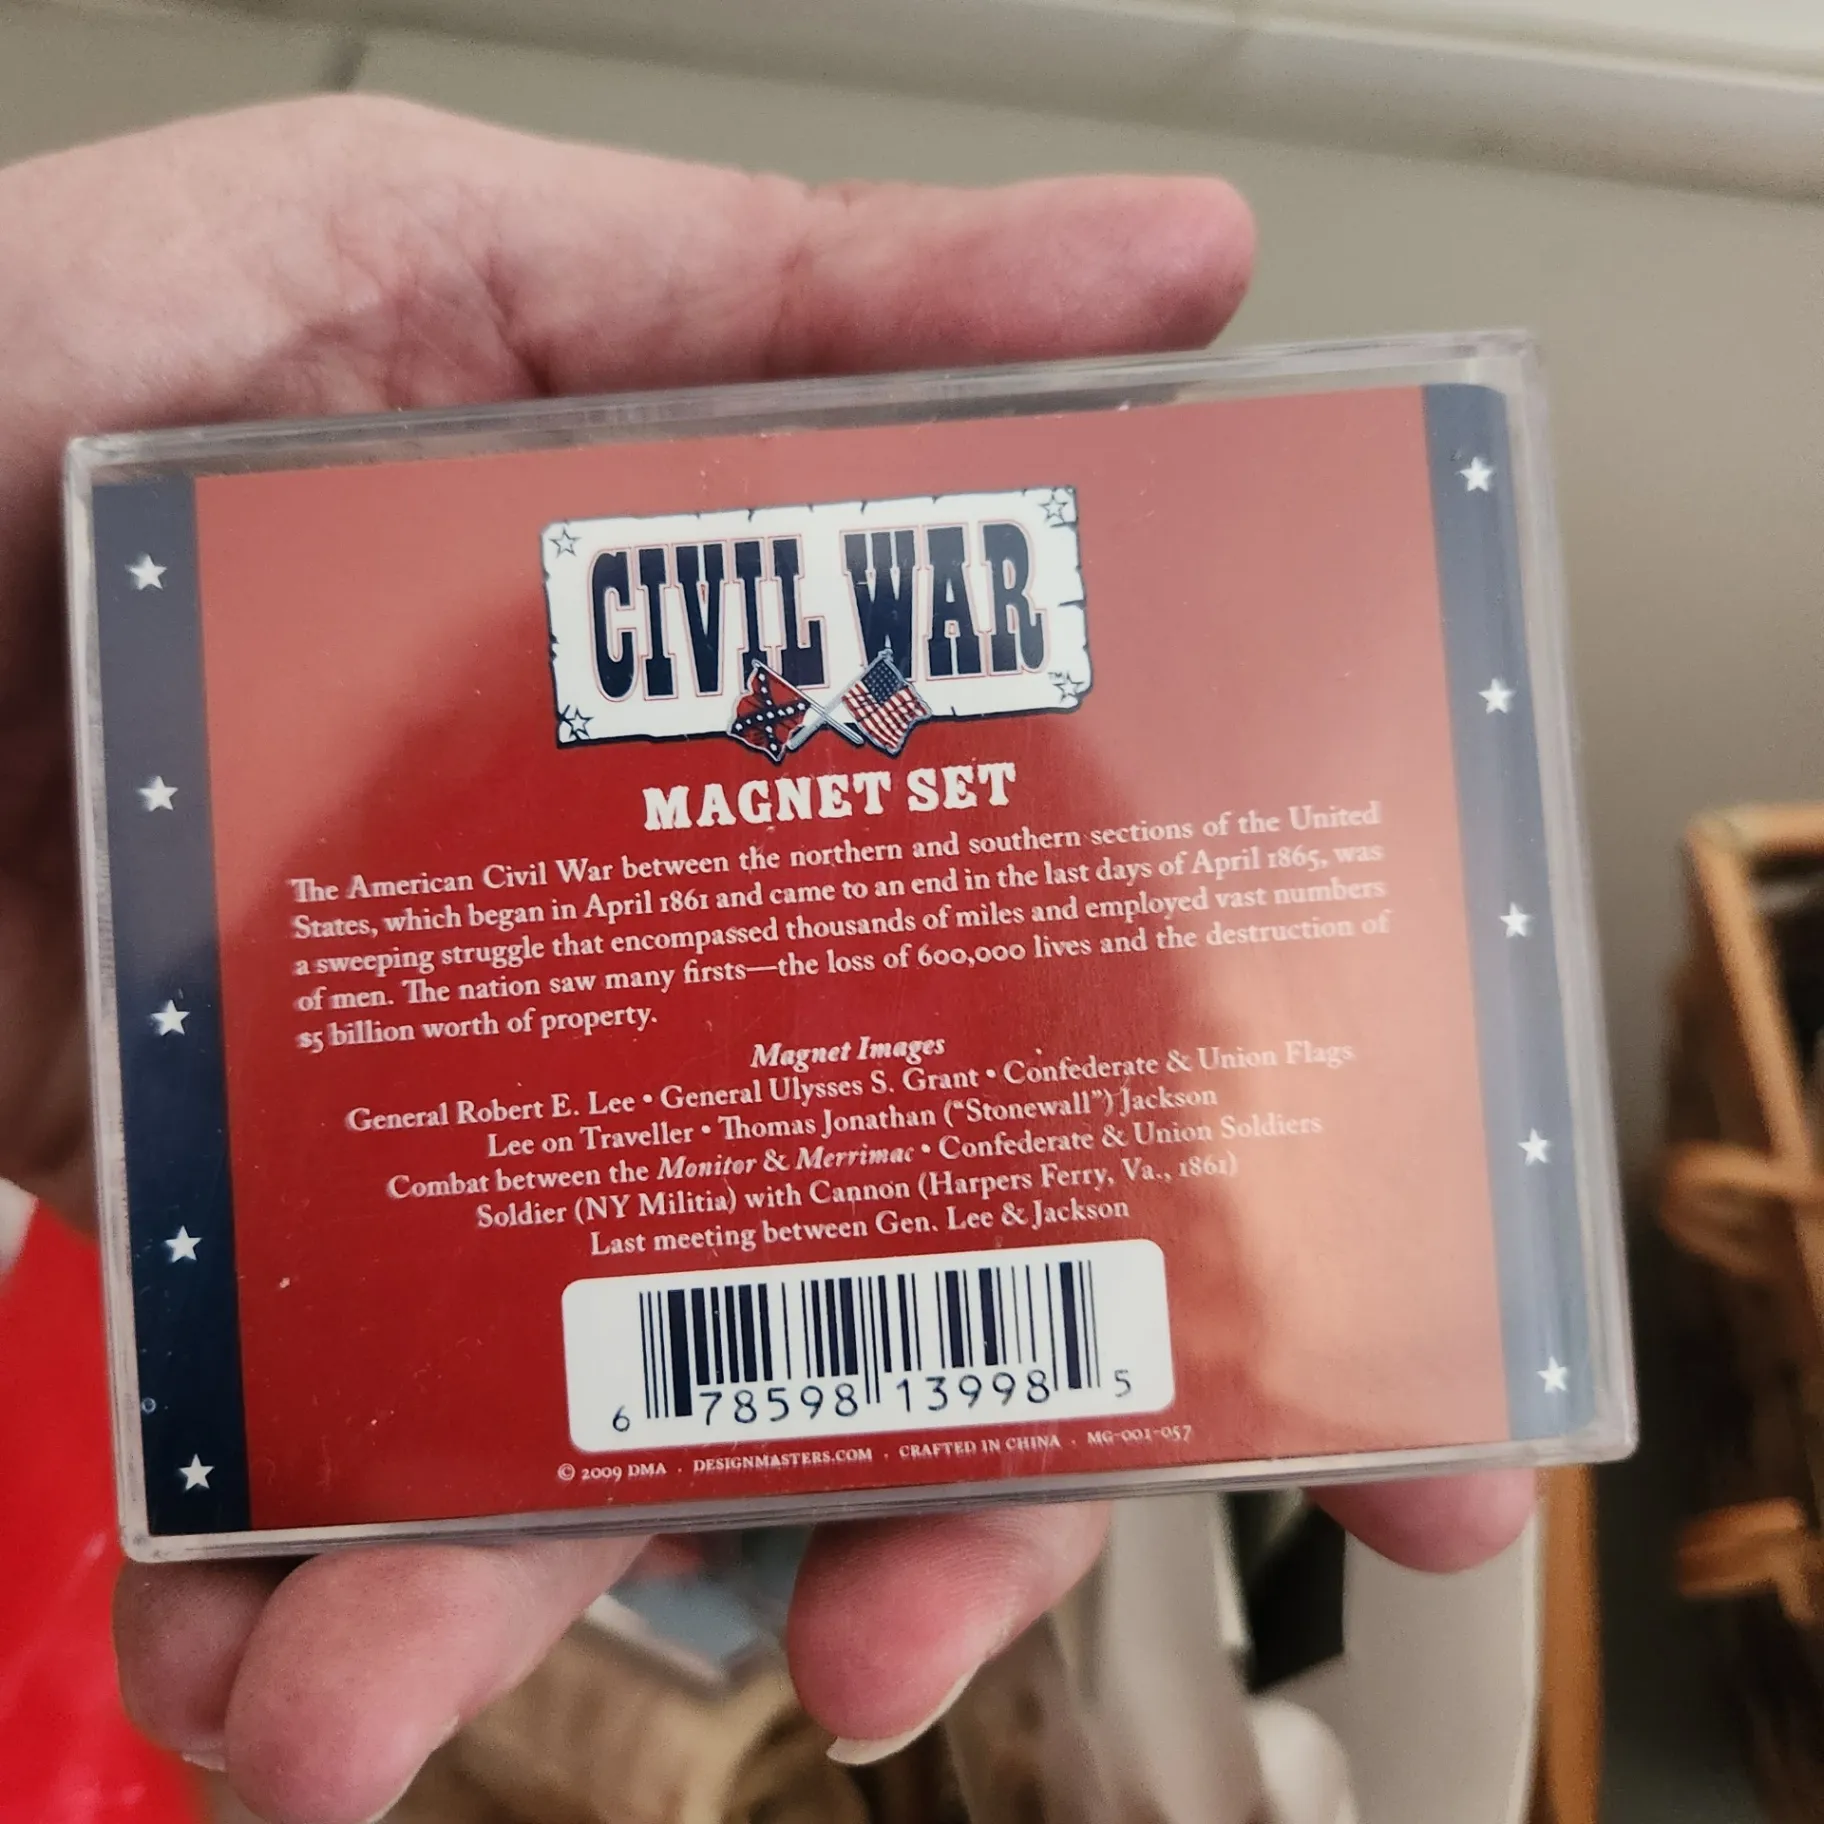 CIVIL WAR™
MAGNET SET
The American Civil War between the northern and southern sections of the United
States, which began in April 1861 and came to an end in the last days of April 1865, was
a sweeping struggle that encompassed thousands of miles and employed vast numbers
of men. The nation saw many firsts—the loss of 600,000 lives and the destruction of
$5 billion worth of property.
Magnet Images
General Robert E. Lee • General Ulysses S. Grant • Confederate & Union Flags
Lee on Traveller • Thomas Jonathan (“Stonewall”) Jackson
Combat between the Monitor & Merrimac • Confederate & Union Soldiers
Soldier (NY Militia) with Cannon (Harpers Ferry, Va., 1861)
Last meeting between Gen. Lee & Jackson
6 78598 13998 5
© 2009 DMA . DESIGNMASTERS.COM . CRAFTED IN CHINA . MG-001-057